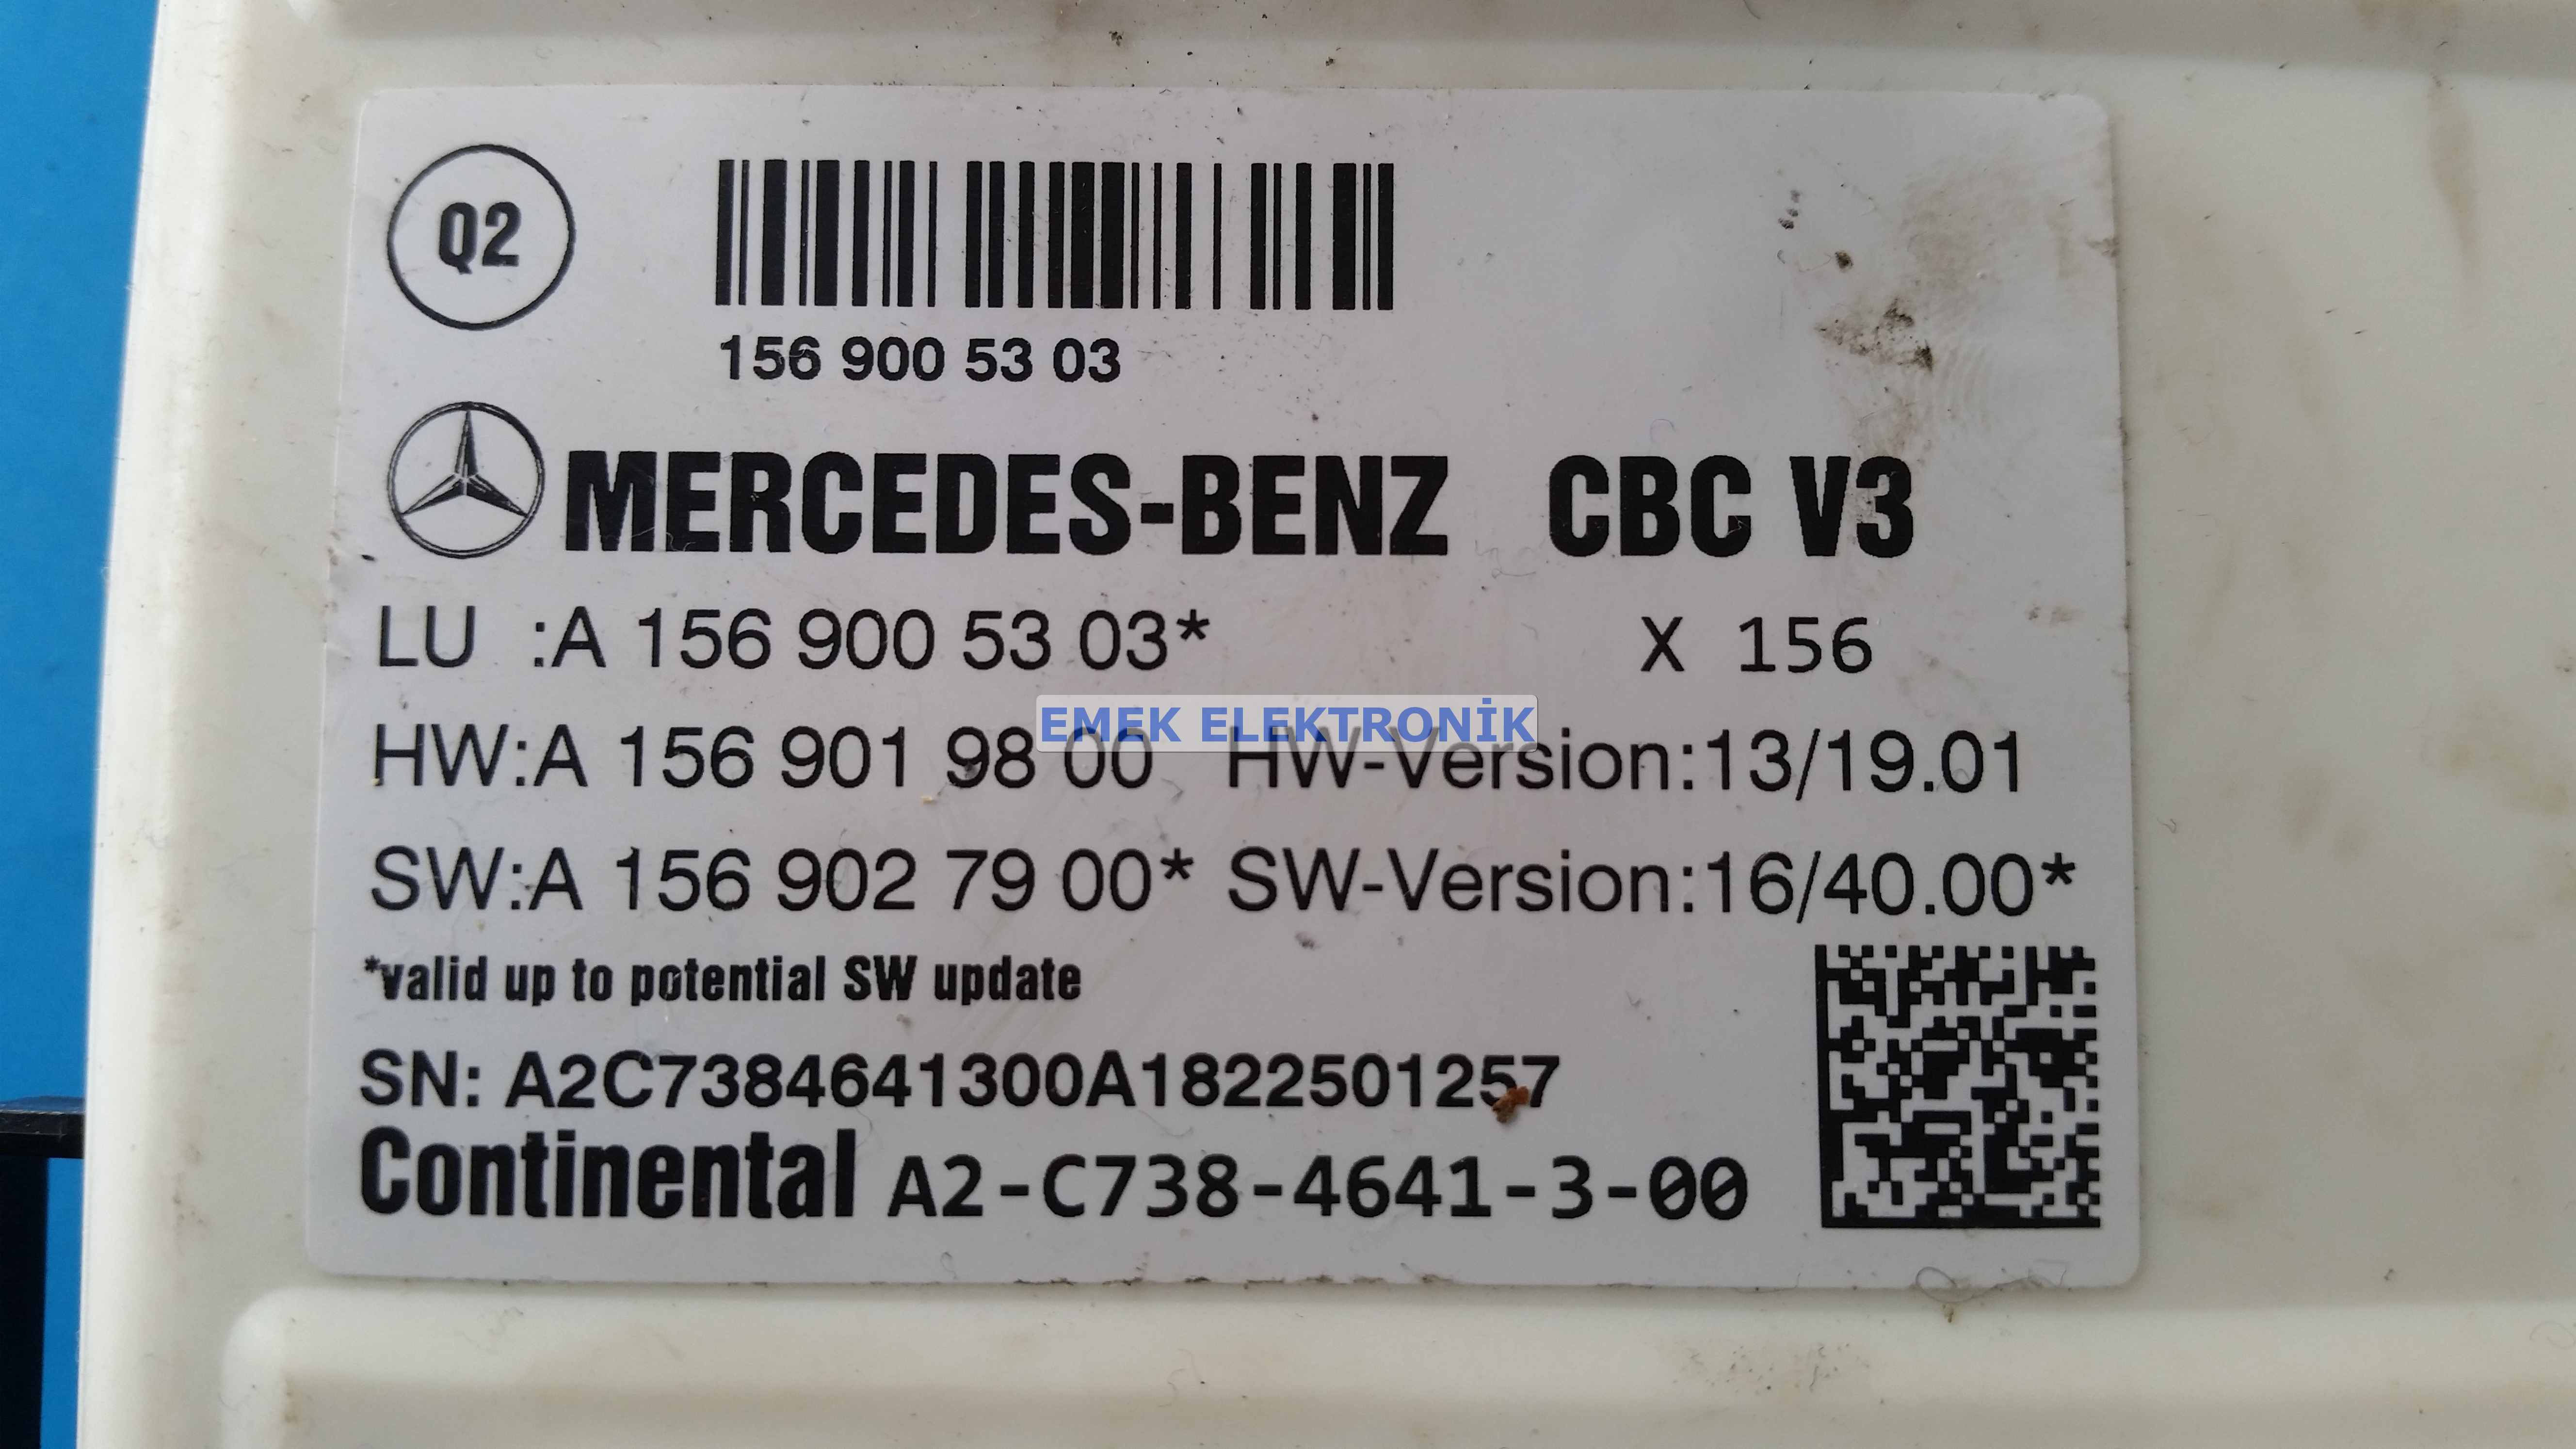 Q2
156 900 53 03
MERCEDES-BENZ CBC V3
LU :A 156 900 53 03* X 156
EMEK ELEKTRONİK
HW:A 156 901 98 00 HW-Version:13/19.01
SW:A 156 902 79 00* SW-Version:16/40.00*
*valid up to potential SW update
SN: A2C7384641300A1822501257
Continental A2-C738-4641-3-00